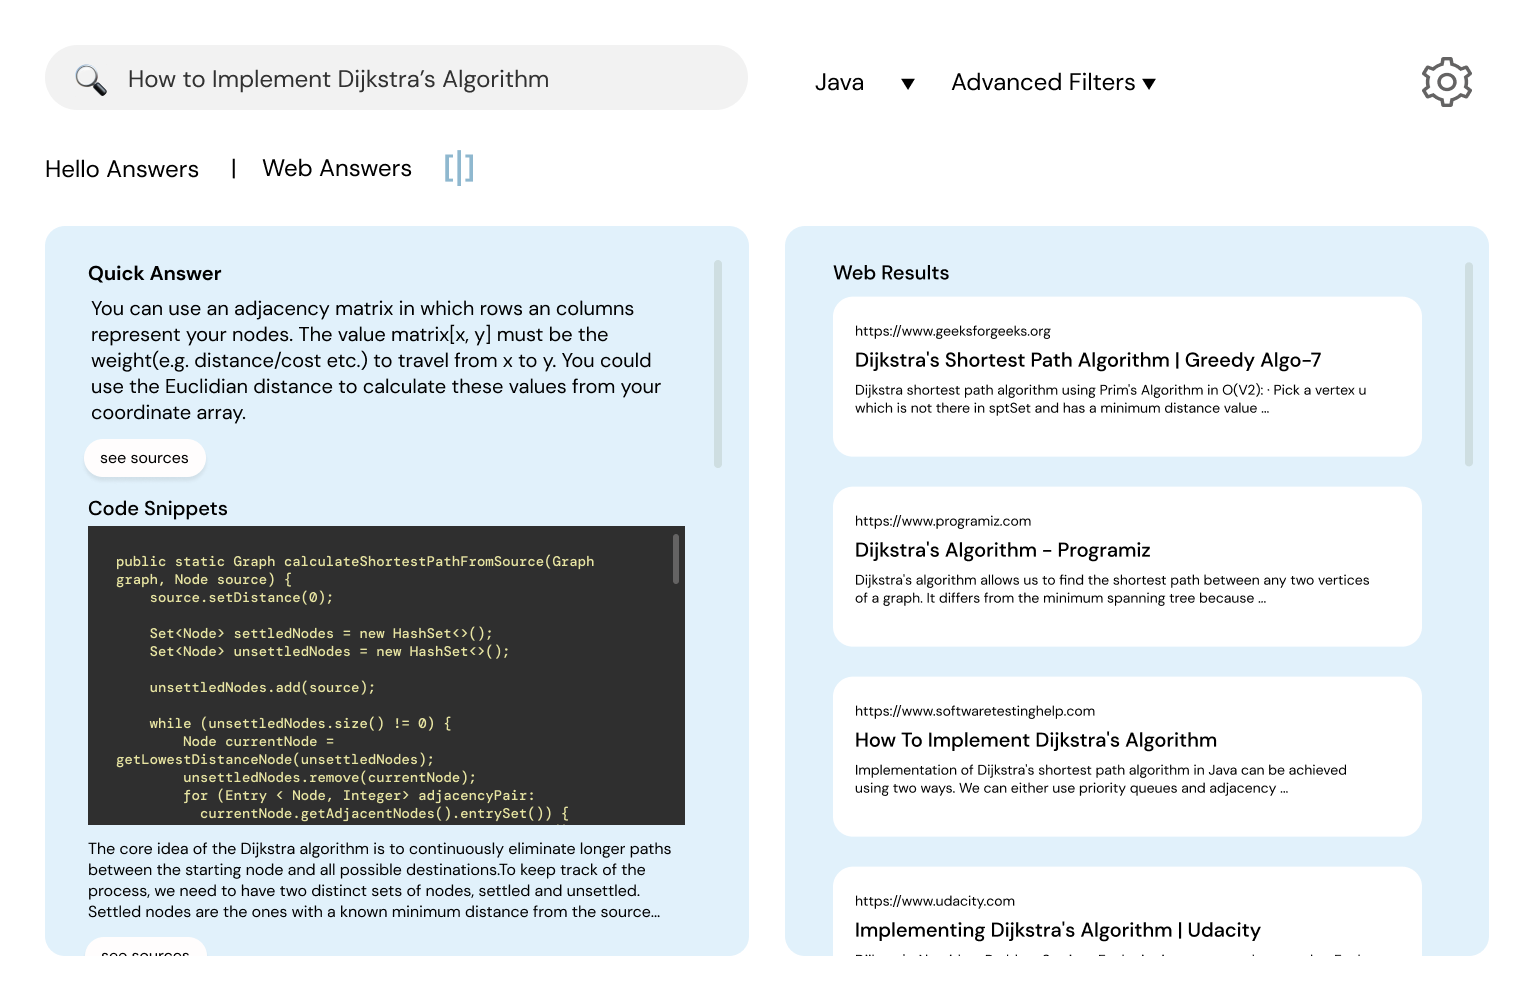 How to Implement Dijkstra’s Algorithm
Java ▼ Advanced Filters ▼
Hello Answers | Web Answers [|]
Quick Answer
You can use an adjacency matrix in which rows an columns
represent your nodes. The value matrix[x, y] must be the
weight(e.g. distance/cost etc.) to travel from x to y. You could
use the Euclidian distance to calculate these values from your
coordinate array.
see sources
Code Snippets
public static Graph calculateShortestPathFromSource(Graph
graph, Node source) {
    source.setDistance(0);
    Set<Node> settledNodes = new HashSet<>();
    Set<Node> unsettledNodes = new HashSet<>();
    unsettledNodes.add(source);
    while (unsettledNodes.size() != 0) {
        Node currentNode =
getLowestDistanceNode(unsettledNodes);
        unsettledNodes.remove(currentNode);
        for (Entry < Node, Integer> adjacencyPair:
          currentNode.getAdjacentNodes().entrySet()) {
The core idea of the Dijkstra algorithm is to continuously eliminate longer paths
between the starting node and all possible destinations.To keep track of the
process, we need to have two distinct sets of nodes, settled and unsettled.
Settled nodes are the ones with a known minimum distance from the source...
see sources
Web Results
https://www.geeksforgeeks.org
Dijkstra's Shortest Path Algorithm | Greedy Algo-7
Dijkstra shortest path algorithm using Prim's Algorithm in O(V2): · Pick a vertex u
which is not there in sptSet and has a minimum distance value ...
https://www.programiz.com
Dijkstra's Algorithm - Programiz
Dijkstra's algorithm allows us to find the shortest path between any two vertices
of a graph. It differs from the minimum spanning tree because ...
https://www.softwaretestinghelp.com
How To Implement Dijkstra's Algorithm
Implementation of Dijkstra's shortest path algorithm in Java can be achieved
using two ways. We can either use priority queues and adjacency ...
https://www.udacity.com
Implementing Dijkstra's Algorithm | Udacity